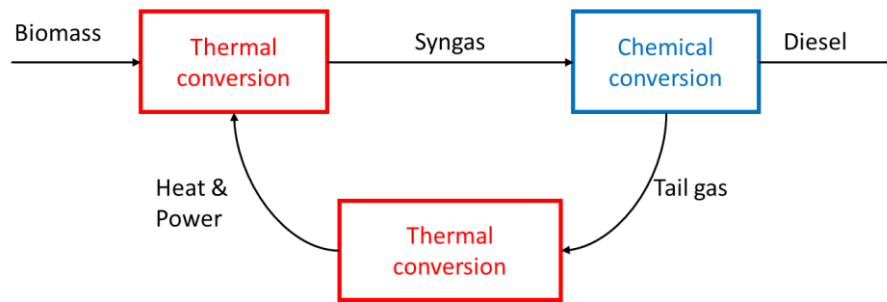 Biomass
Thermal
conversion
Syngas
Chemical
conversion
Diesel
Heat &
Power
Tail gas
Thermal
conversion